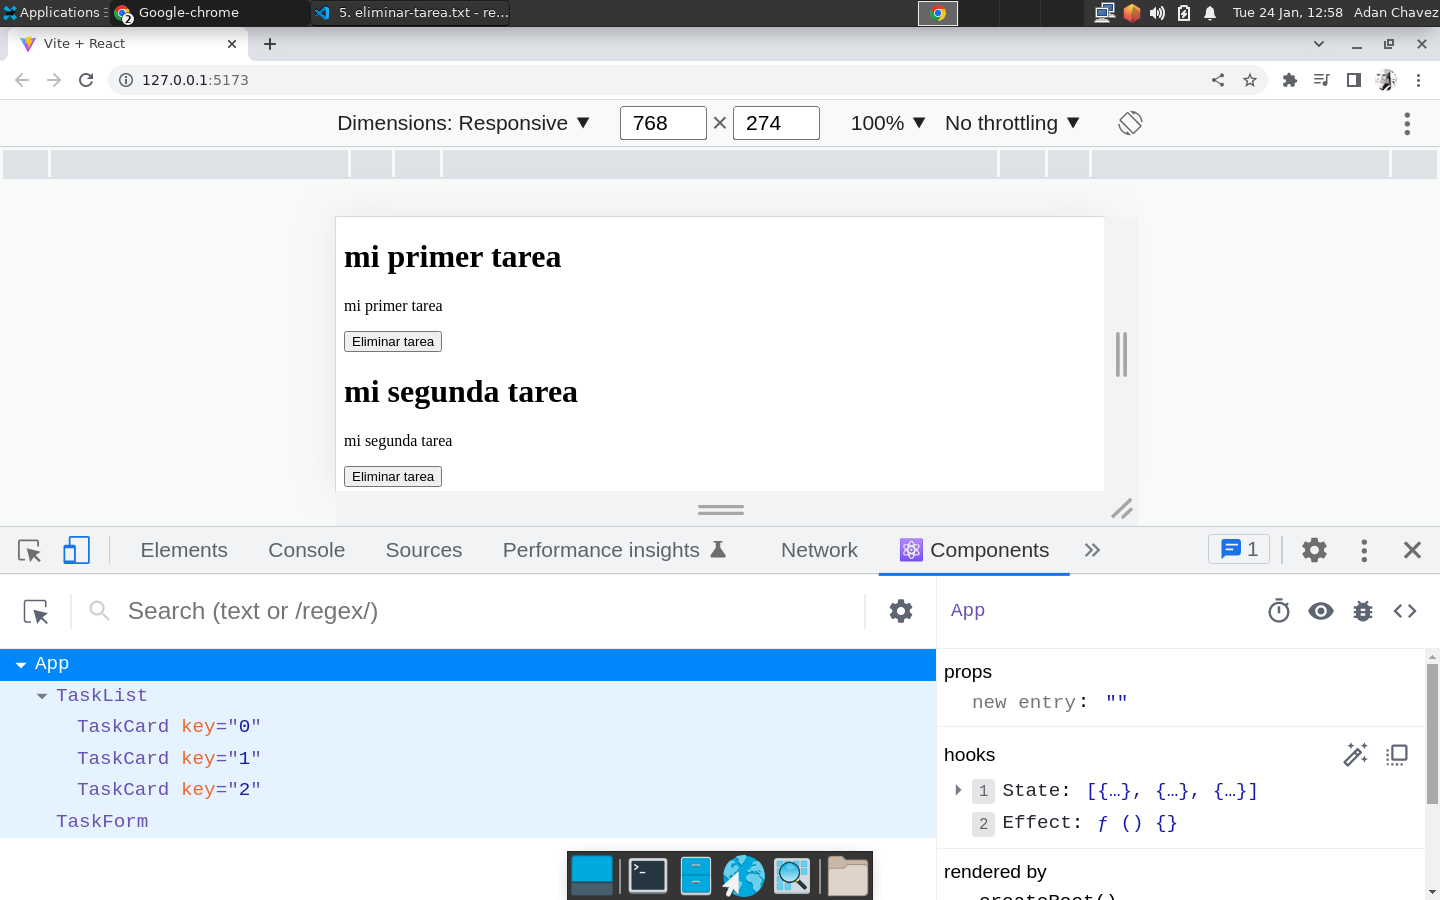 Applications
2 Google-chrome
5. eliminar-tarea.txt - re...
Tue 24 Jan, 12:58
Adan Chavez
Vite + React
127.0.0.1:5173
Dimensions: Responsive ▼ 768 × 274 100% ▼ No throttling ▼
mi primer tarea
mi primer tarea
Eliminar tarea
mi segunda tarea
mi segunda tarea
Eliminar tarea
Elements Console Sources Performance insights Network Components » 1
Search (text or /regex/)
App
App
TaskList
TaskCard key="0"
TaskCard key="1"
TaskCard key="2"
TaskForm
props
new entry: ""
hooks
1 State: [{…}, {…}, {…}]
2 Effect: ƒ () {}
rendered by
createRoot()